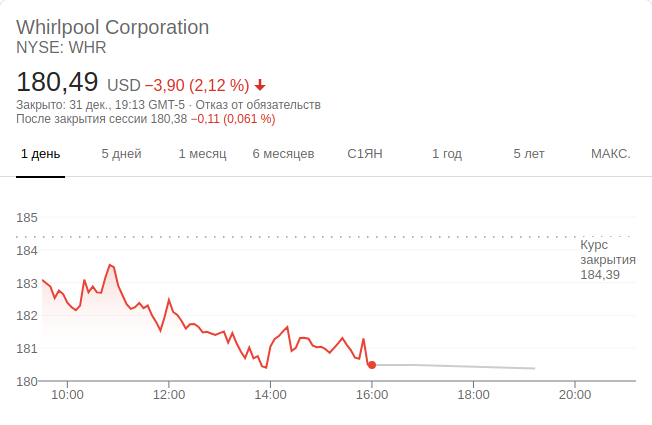 Whirlpool Corporation
NYSE: WHR
180,49 USD −3,90 (2,12 %)
Закрыто: 31 дек., 19:13 GMT-5 · Отказ от обязательств
После закрытия сессии 180,38 −0,11 (0,061 %)
1 день 5 дней 1 месяц 6 месяцев С1ЯН 1 год 5 лет МАКС.
185
184
183
182
181
180
Курс
закрытия
184,39
10:00 12:00 14:00 16:00 18:00 20:00